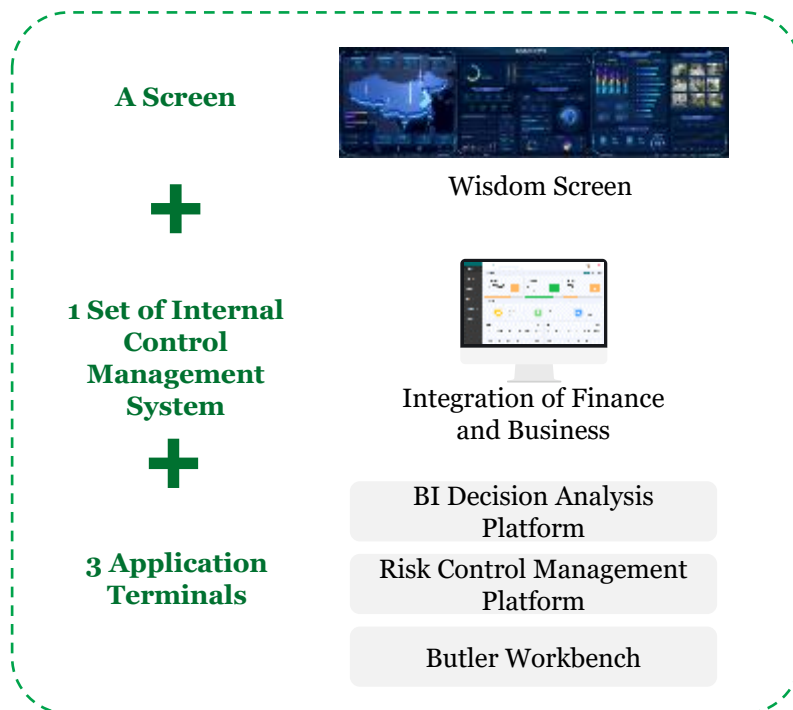 A Screen
Wisdom Screen
1 Set of Internal
Control
Management
System
Integration of Finance
and Business
3 Application
Terminals
BI Decision Analysis
Platform
Risk Control Management
Platform
Butler Workbench